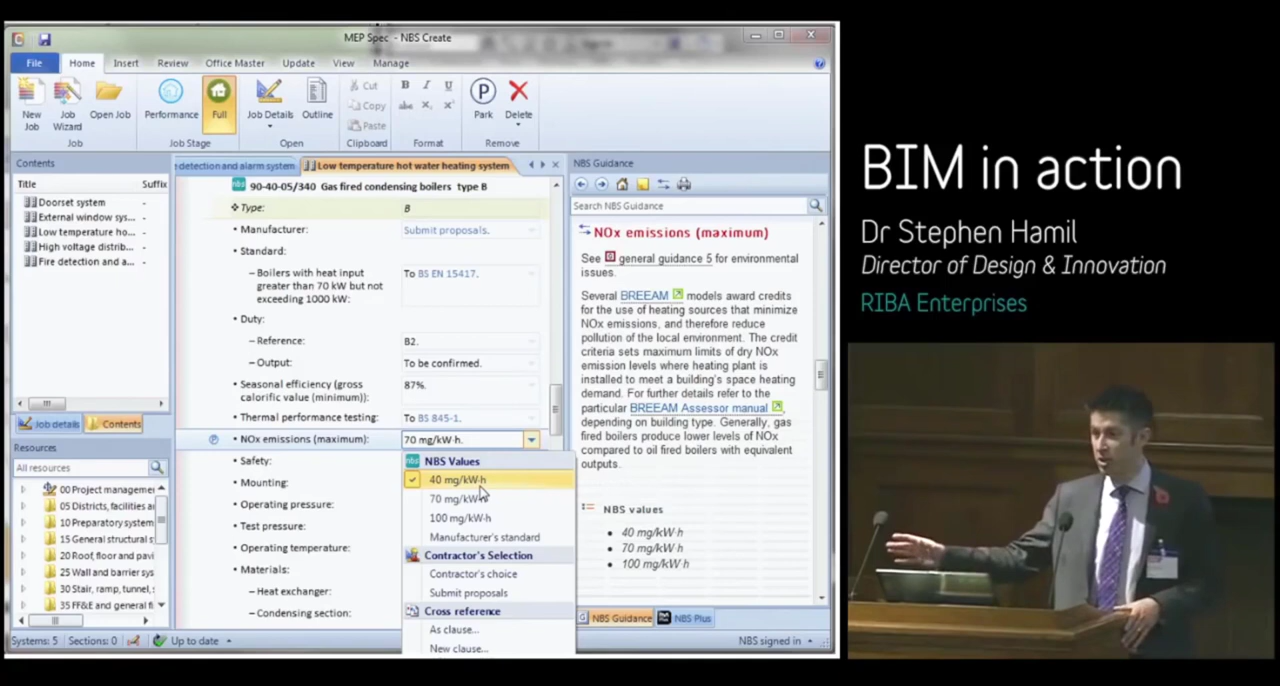 MEP Spec - NBS Create
File Home Insert Review Office Master Update View Manage
New Job
Job Wizard
Open Job
Performance
Full
Job Details
Outline
Cut
Copy
Paste
B I U
abc X₂ X²
P
Park
Delete
Job
Job Stage
Open
Clipboard
Format
Remove
Contents
Title Suffix
Doorset system -
External window sys... -
Low temperature ho... -
High voltage distrib... -
Fire detection and a... -
Job details Contents
Resources
All resources
00 Project managemer
05 Districts, facilities ar
10 Preparatory system
15 General structural s
20 Roof, floor and pavi
25 Wall and barrier sys
30 Stair, ramp, tunnel,
35 FF&E and general fi
Systems: 5 Sections: 0 Up to date
detection and alarm system Low temperature hot water heating system
nbs 90-40-05/340 Gas fired condensing boilers type B
Type: B
• Manufacturer: Submit proposals.
• Standard:
– Boilers with heat input To BS EN 15417.
greater than 70 kW but not
exceeding 1000 kW:
• Duty:
– Reference: B2.
– Output: To be confirmed.
• Seasonal efficiency (gross 87%.
calorific value (minimum)):
• Thermal performance testing: To BS 845-1.
• NOx emissions (maximum): 70 mg/kW·h.
• Safety:
• Mounting:
• Operating pressure:
• Test pressure:
• Operating temperature:
• Materials:
– Heat exchanger:
– Condensing section:
nbs NBS Values
40 mg/kW·h
70 mg/kW·h
100 mg/kW·h
Manufacturer's standard
Contractor's Selection
Contractor's choice
Submit proposals
Cross reference
As clause...
New clause...
NBS Guidance
Search NBS Guidance
NOx emissions (maximum)
See general guidance 5 for environmental
issues.
Several BREEAM models award credits
for the use of heating sources that minimize
NOx emissions, and therefore reduce
pollution of the local environment. The credit
criteria sets maximum limits of dry NOx
emission levels where heating plant is
installed to meet a building's space heating
demand. For further details refer to the
particular BREEAM Assessor manual ,
depending on building type. Generally, gas
fired boilers produce lower levels of NOx
compared to oil fired boilers with equivalent
outputs.
NBS values
• 40 mg/kW·h
• 70 mg/kW·h
• 100 mg/kW·h
NBS Guidance NBS Plus
NBS signed in
BIM in action
Dr Stephen Hamil
Director of Design & Innovation
RIBA Enterprises